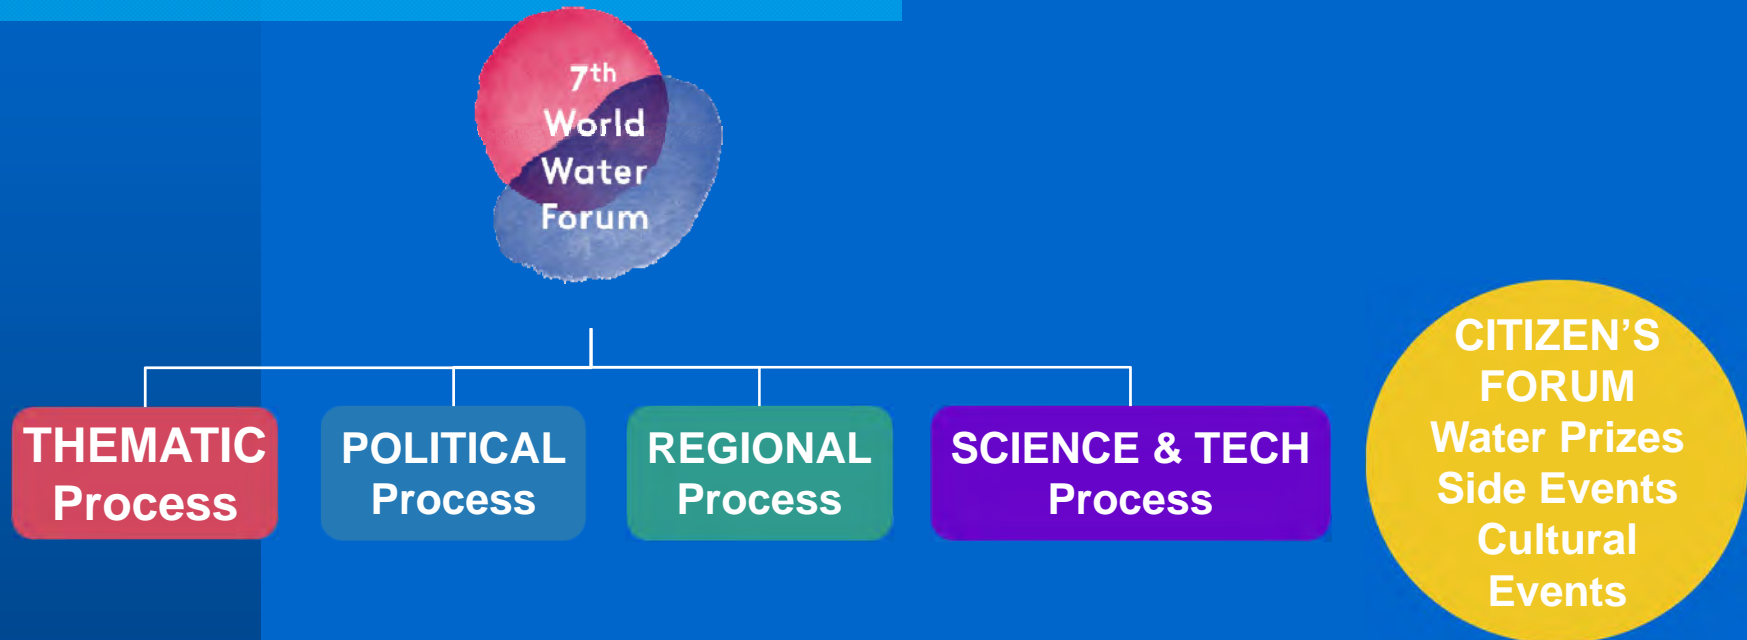 7th
World
Water
Forum
THEMATIC
Process
POLITICAL
Process
REGIONAL
Process
SCIENCE & TECH
Process
CITIZEN’S
FORUM
Water Prizes
Side Events
Cultural
Events